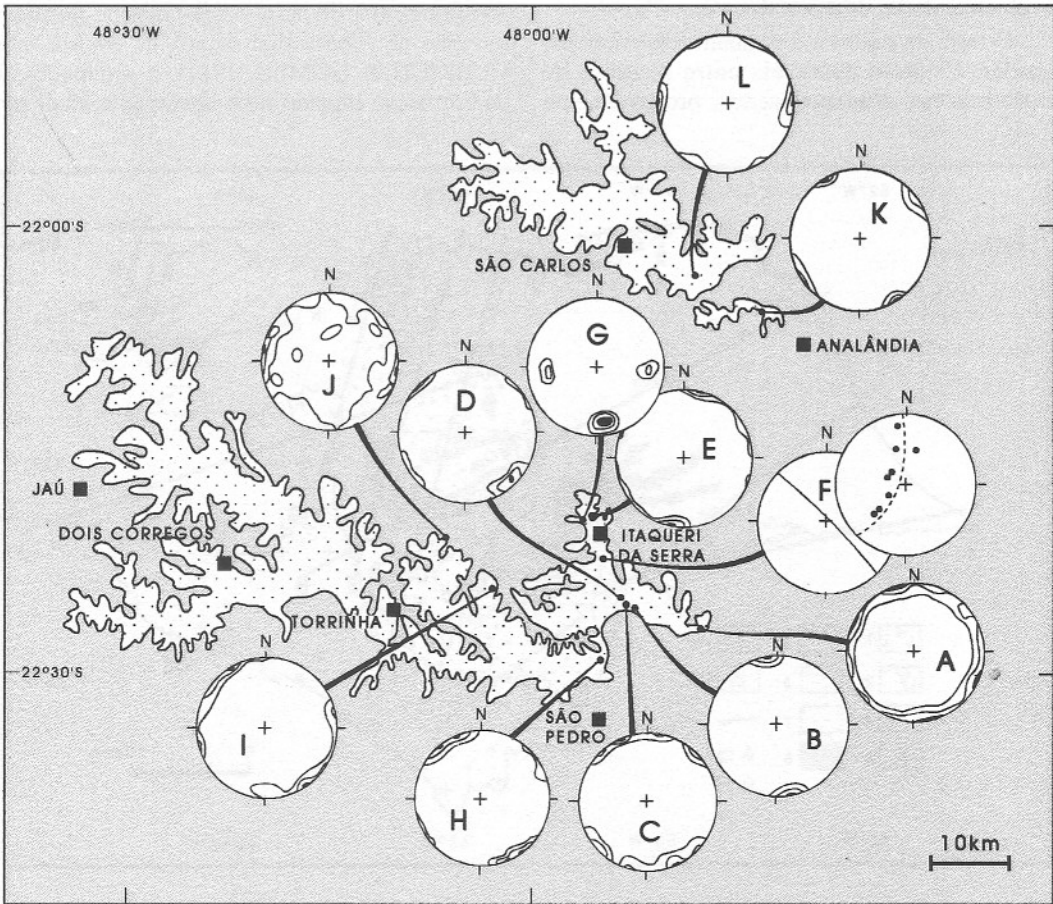 48°30'W
48°00'W
N
L
N
K
22°00'S
SÃO CARLOS
ANALÂNDIA
N
J
N
D
N
G
N
E
N
F
N
JAÚ
DOIS CÓRREGOS
ITAQUERI
DA SERRA
TORRINHA
N
A
22°30'S
N
I
N
H
SÃO
PEDRO
N
C
N
B
10km